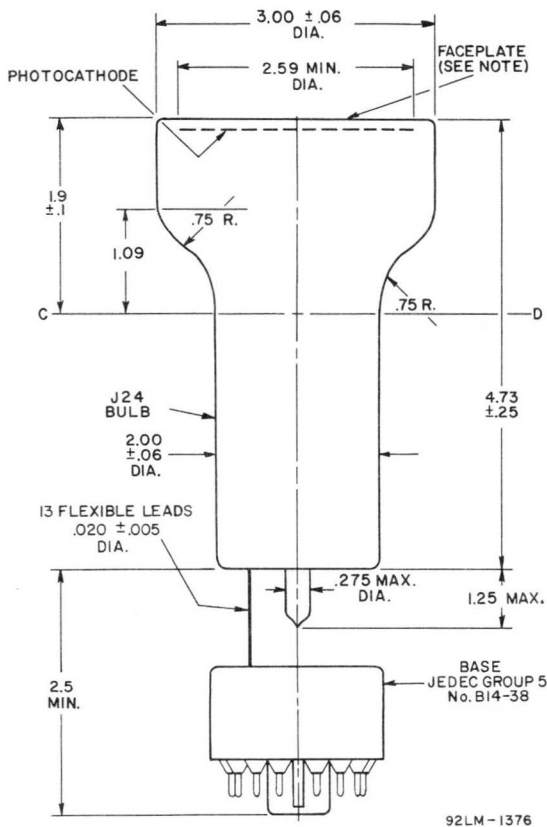 3.00 ±.06
DIA.
FACEPLATE
(SEE NOTE)
PHOTOCATHODE
2.59 MIN.
DIA.
1.9
±.1
.75 R.
1.09
C
D
.75 R.
J24
BULB
4.73
±.25
2.00
±.06
DIA.
13 FLEXIBLE LEADS
.020 ±.005
DIA.
.275 MAX.
DIA.
1.25 MAX.
2.5
MIN.
BASE
JEDEC GROUP 5
No. B14-38
92LM-1376